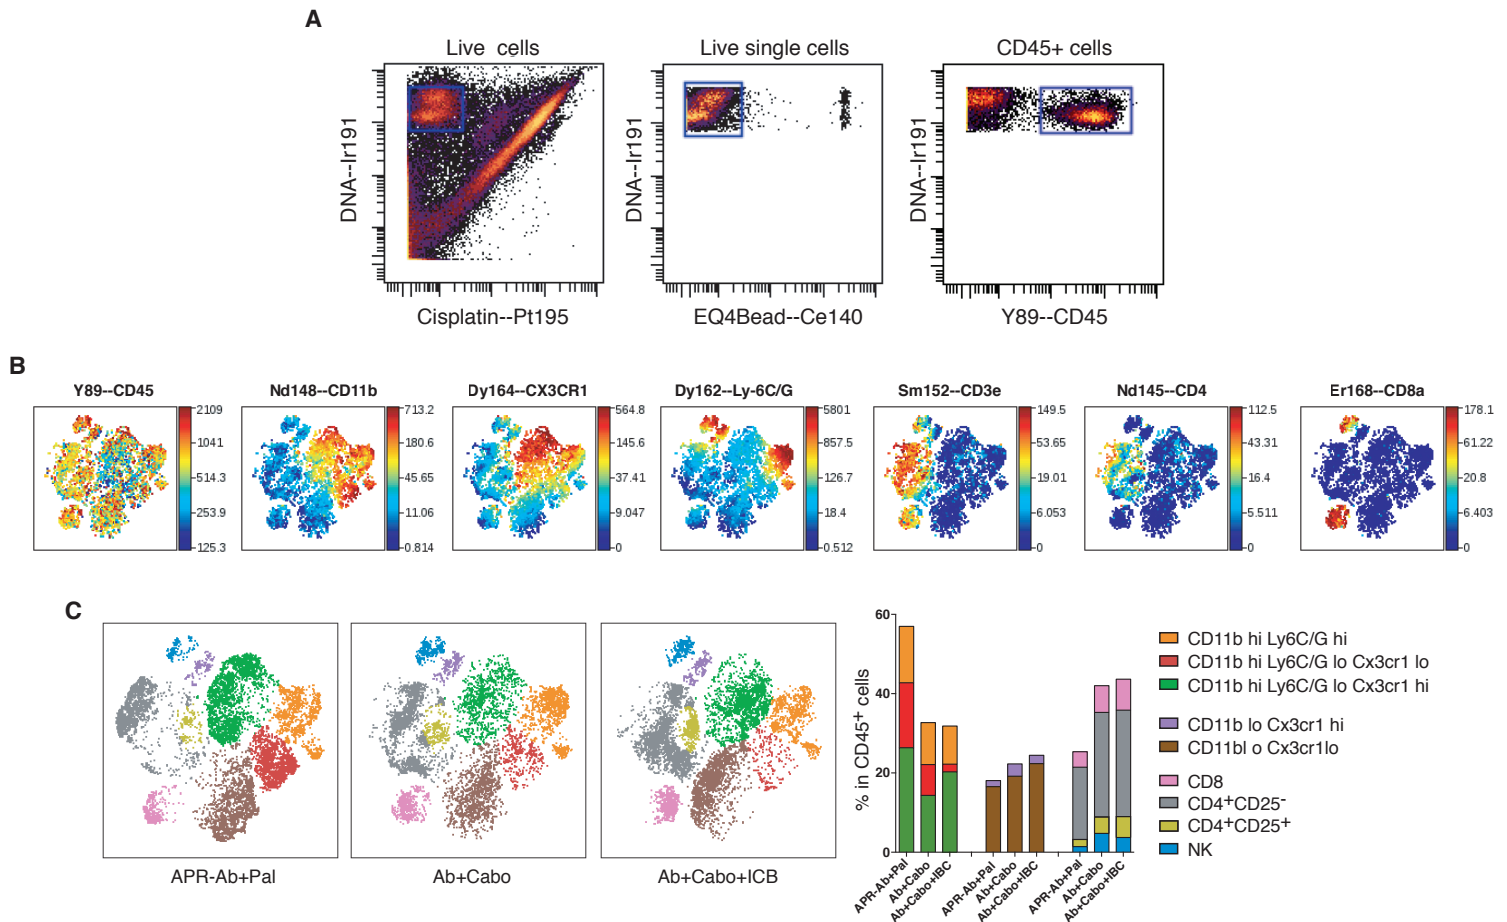 A
Live cells
Live single cells
CD45+ cells
DNA--Ir191
DNA--Ir191
DNA--Ir191
Cisplatin--Pt195
EQ4Bead--Ce140
Y89--CD45
B
Y89--CD45
2109
1041
514.3
253.9
125.3
Nd148--CD11b
713.2
180.6
45.65
11.06
0.814
Dy164--CX3CR1
564.8
145.6
37.41
9.047
0
Dy162--Ly-6C/G
5801
857.5
126.7
18.4
0.512
Sm152--CD3e
149.5
53.65
19.01
6.053
0
Nd145--CD4
112.5
43.31
16.4
5.511
0
Er168--CD8a
178.1
61.22
20.8
6.403
0
C
APR-Ab+Pal
Ab+Cabo
Ab+Cabo+ICB
% in CD45+ cells
60
40
20
0
APR-Ab+Pal
Ab+Cabo
Ab+Cabo+IBC
APR-Ab+Pal
Ab+Cabo
Ab+Cabo+IBC
APR-Ab+Pal
Ab+Cabo
Ab+Cabo+IBC
CD11b hi Ly6C/G hi
CD11b hi Ly6C/G lo Cx3cr1 lo
CD11b hi Ly6C/G lo Cx3cr1 hi
CD11b lo Cx3cr1 hi
CD11bl o Cx3cr1lo
CD8
CD4+CD25-
CD4+CD25+
NK